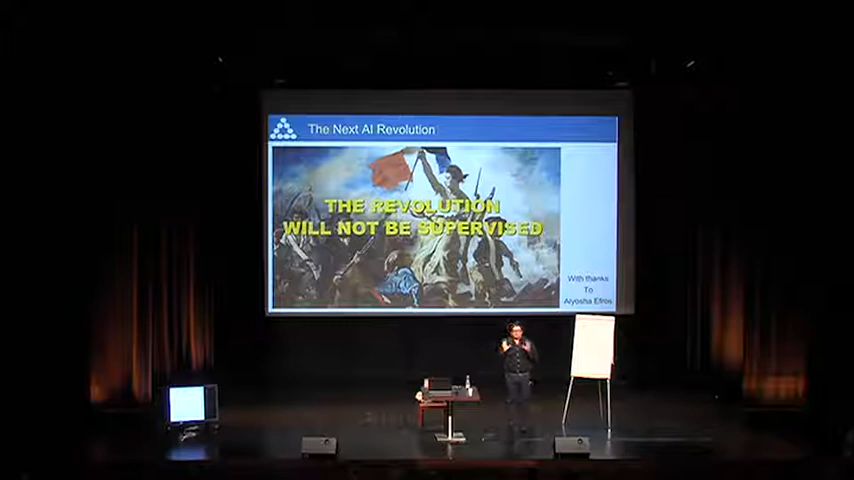 The Next AI Revolution
THE REVOLUTION
WILL NOT BE SUPERVISED
With thanks
To
Alyosha Efros